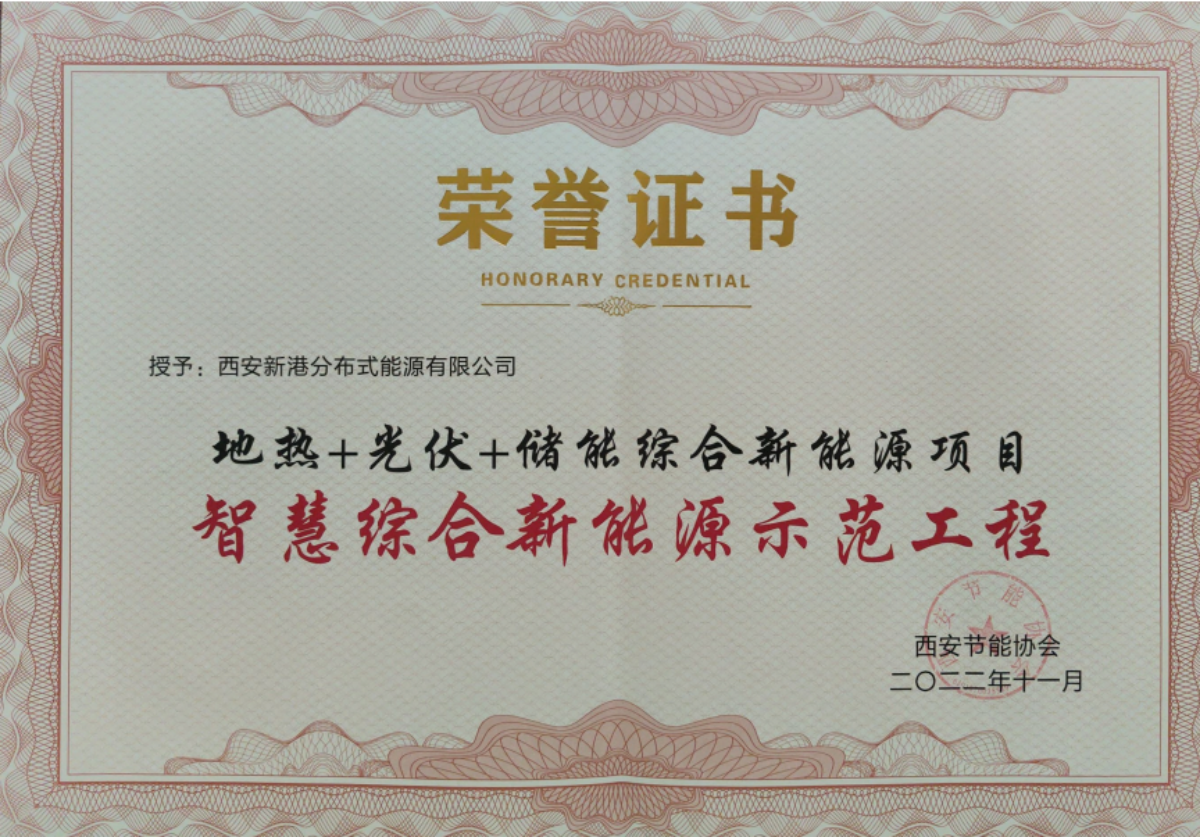 荣誉证书
HONORARY CREDENTIAL
授予：西安新港分布式能源有限公司
地热+光伏+储能综合新能源项目
智慧综合新能源示范工程
西安节能协会
二〇二二年十一月